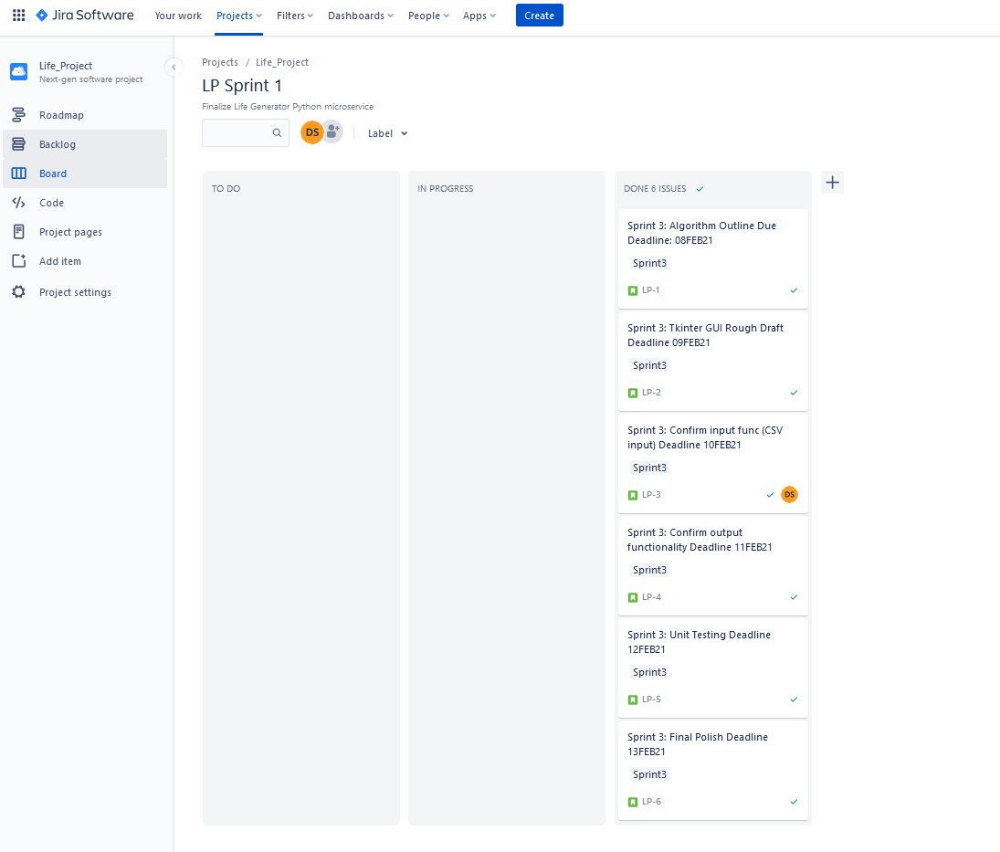 Jira Software
Your work
Projects
Filters
Dashboards
People
Apps
Create
Life_Project
Next-gen software project
Roadmap
Backlog
Board
Code
Project pages
Add item
Project settings
Projects / Life_Project
LP Sprint 1
Finalize Life Generator Python microservice
DS
Label
TO DO
IN PROGRESS
DONE 6 ISSUES
Sprint 3: Algorithm Outline Due
Deadline: 08FEB21
Sprint3
LP-1
Sprint 3: Tkinter GUI Rough Draft
Deadline 09FEB21
Sprint3
LP-2
Sprint 3: Confirm input func (CSV
input) Deadline 10FEB21
Sprint3
LP-3
DS
Sprint 3: Confirm output
functionality Deadline 11FEB21
Sprint3
LP-4
Sprint 3: Unit Testing Deadline
12FEB21
Sprint3
LP-5
Sprint 3: Final Polish Deadline
13FEB21
Sprint3
LP-6